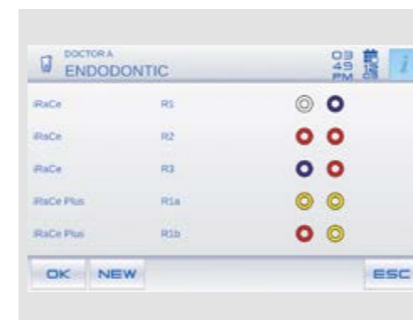 DOCTOR A
ENDODONTIC
03
49
PM
i
iRaCe R1
iRaCe R2
iRaCe R3
iRaCe Plus R1a
iRaCe Plus R1b
OK NEW ESC